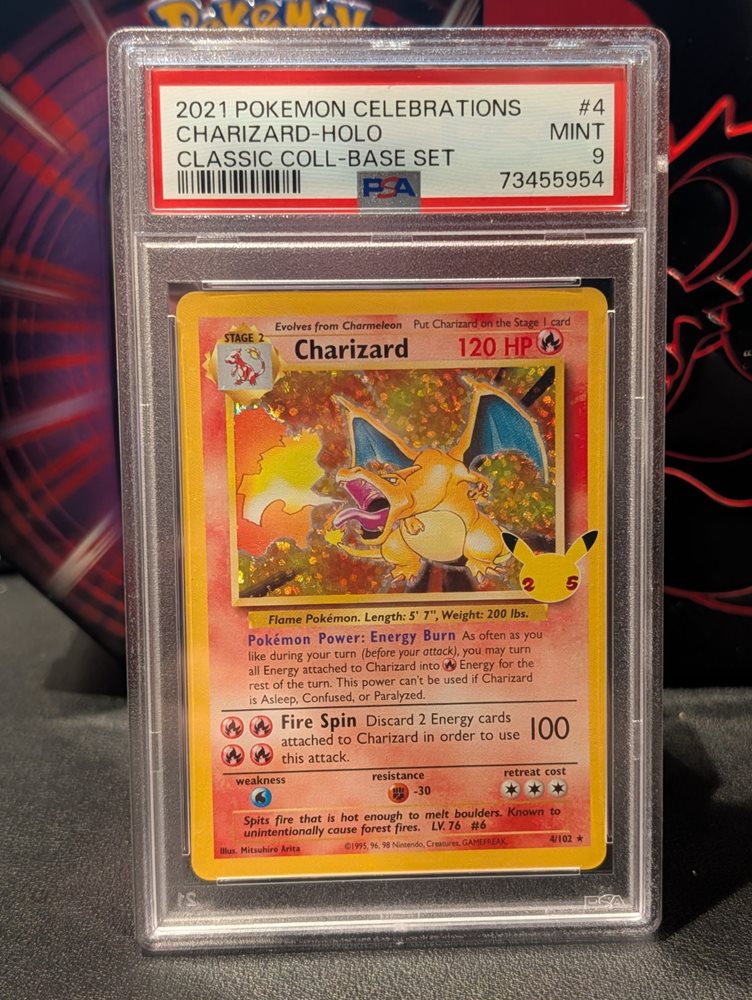 Pokémon
2021 POKEMON CELEBRATIONS #4
CHARIZARD-HOLO MINT
CLASSIC COLL-BASE SET 9
PSA 73455954
Evolves from Charmeleon Put Charizard on the Stage 1 card
STAGE 2
Charizard 120 HP
25
Flame Pokémon. Length: 5' 7", Weight: 200 lbs.
Pokémon Power: Energy Burn As often as you
like during your turn (before your attack), you may turn
all Energy attached to Charizard into Energy for the
rest of the turn. This power can't be used if Charizard
is Asleep, Confused, or Paralyzed.
Fire Spin Discard 2 Energy cards
attached to Charizard in order to use 100
this attack.
weakness resistance retreat cost
-30
Spits fire that is hot enough to melt boulders. Known to
unintentionally cause forest fires. LV. 76 #6
Illus. Mitsuhiro Arita ©1995, 96, 98 Nintendo, Creatures, GAMEFREAK. 4/102 ★
PSA